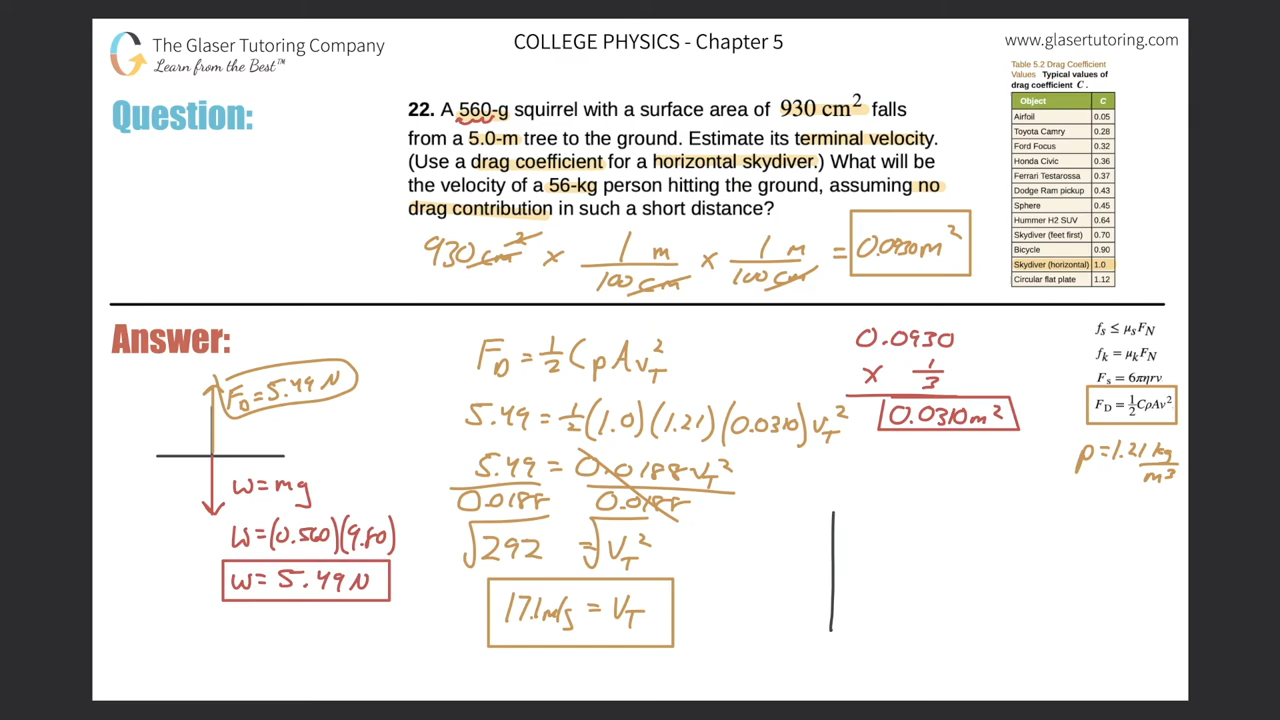 The Glaser Tutoring Company
Learn from the Best™
COLLEGE PHYSICS - Chapter 5
www.glasertutoring.com
Question:
22. A 560-g squirrel with a surface area of 930 cm² falls
from a 5.0-m tree to the ground. Estimate its terminal velocity.
(Use a drag coefficient for a horizontal skydiver.) What will be
the velocity of a 56-kg person hitting the ground, assuming no
drag contribution in such a short distance?
930 cm² × 1 m / 100 cm × 1 m / 100 cm = 0.0930 m²
Table 5.2 Drag Coefficient
Values Typical values of
drag coefficient C .
Object C
Airfoil 0.05
Toyota Camry 0.28
Ford Focus 0.32
Honda Civic 0.36
Ferrari Testarossa 0.37
Dodge Ram pickup 0.43
Sphere 0.45
Hummer H2 SUV 0.64
Skydiver (feet first) 0.70
Bicycle 0.90
Skydiver (horizontal) 1.0
Circular flat plate 1.12
Answer:
F_D = 5.49 N
W = mg
W = (0.560)(9.80)
W = 5.49 N
F_D = 1/2 C ρ A v_T²
5.49 = 1/2 (1.0)(1.21)(0.0310) v_T²
5.49 = 0.0188 v_T²
0.0188 0.0188
√292 = √v_T²
17.1 m/s = v_T
0.0930
× 1/3
0.0310 m²
f_s ≤ μ_s F_N
f_k = μ_k F_N
F_s = 6πηrv
F_D = 1/2 CρAv²
ρ = 1.21 kg/m³